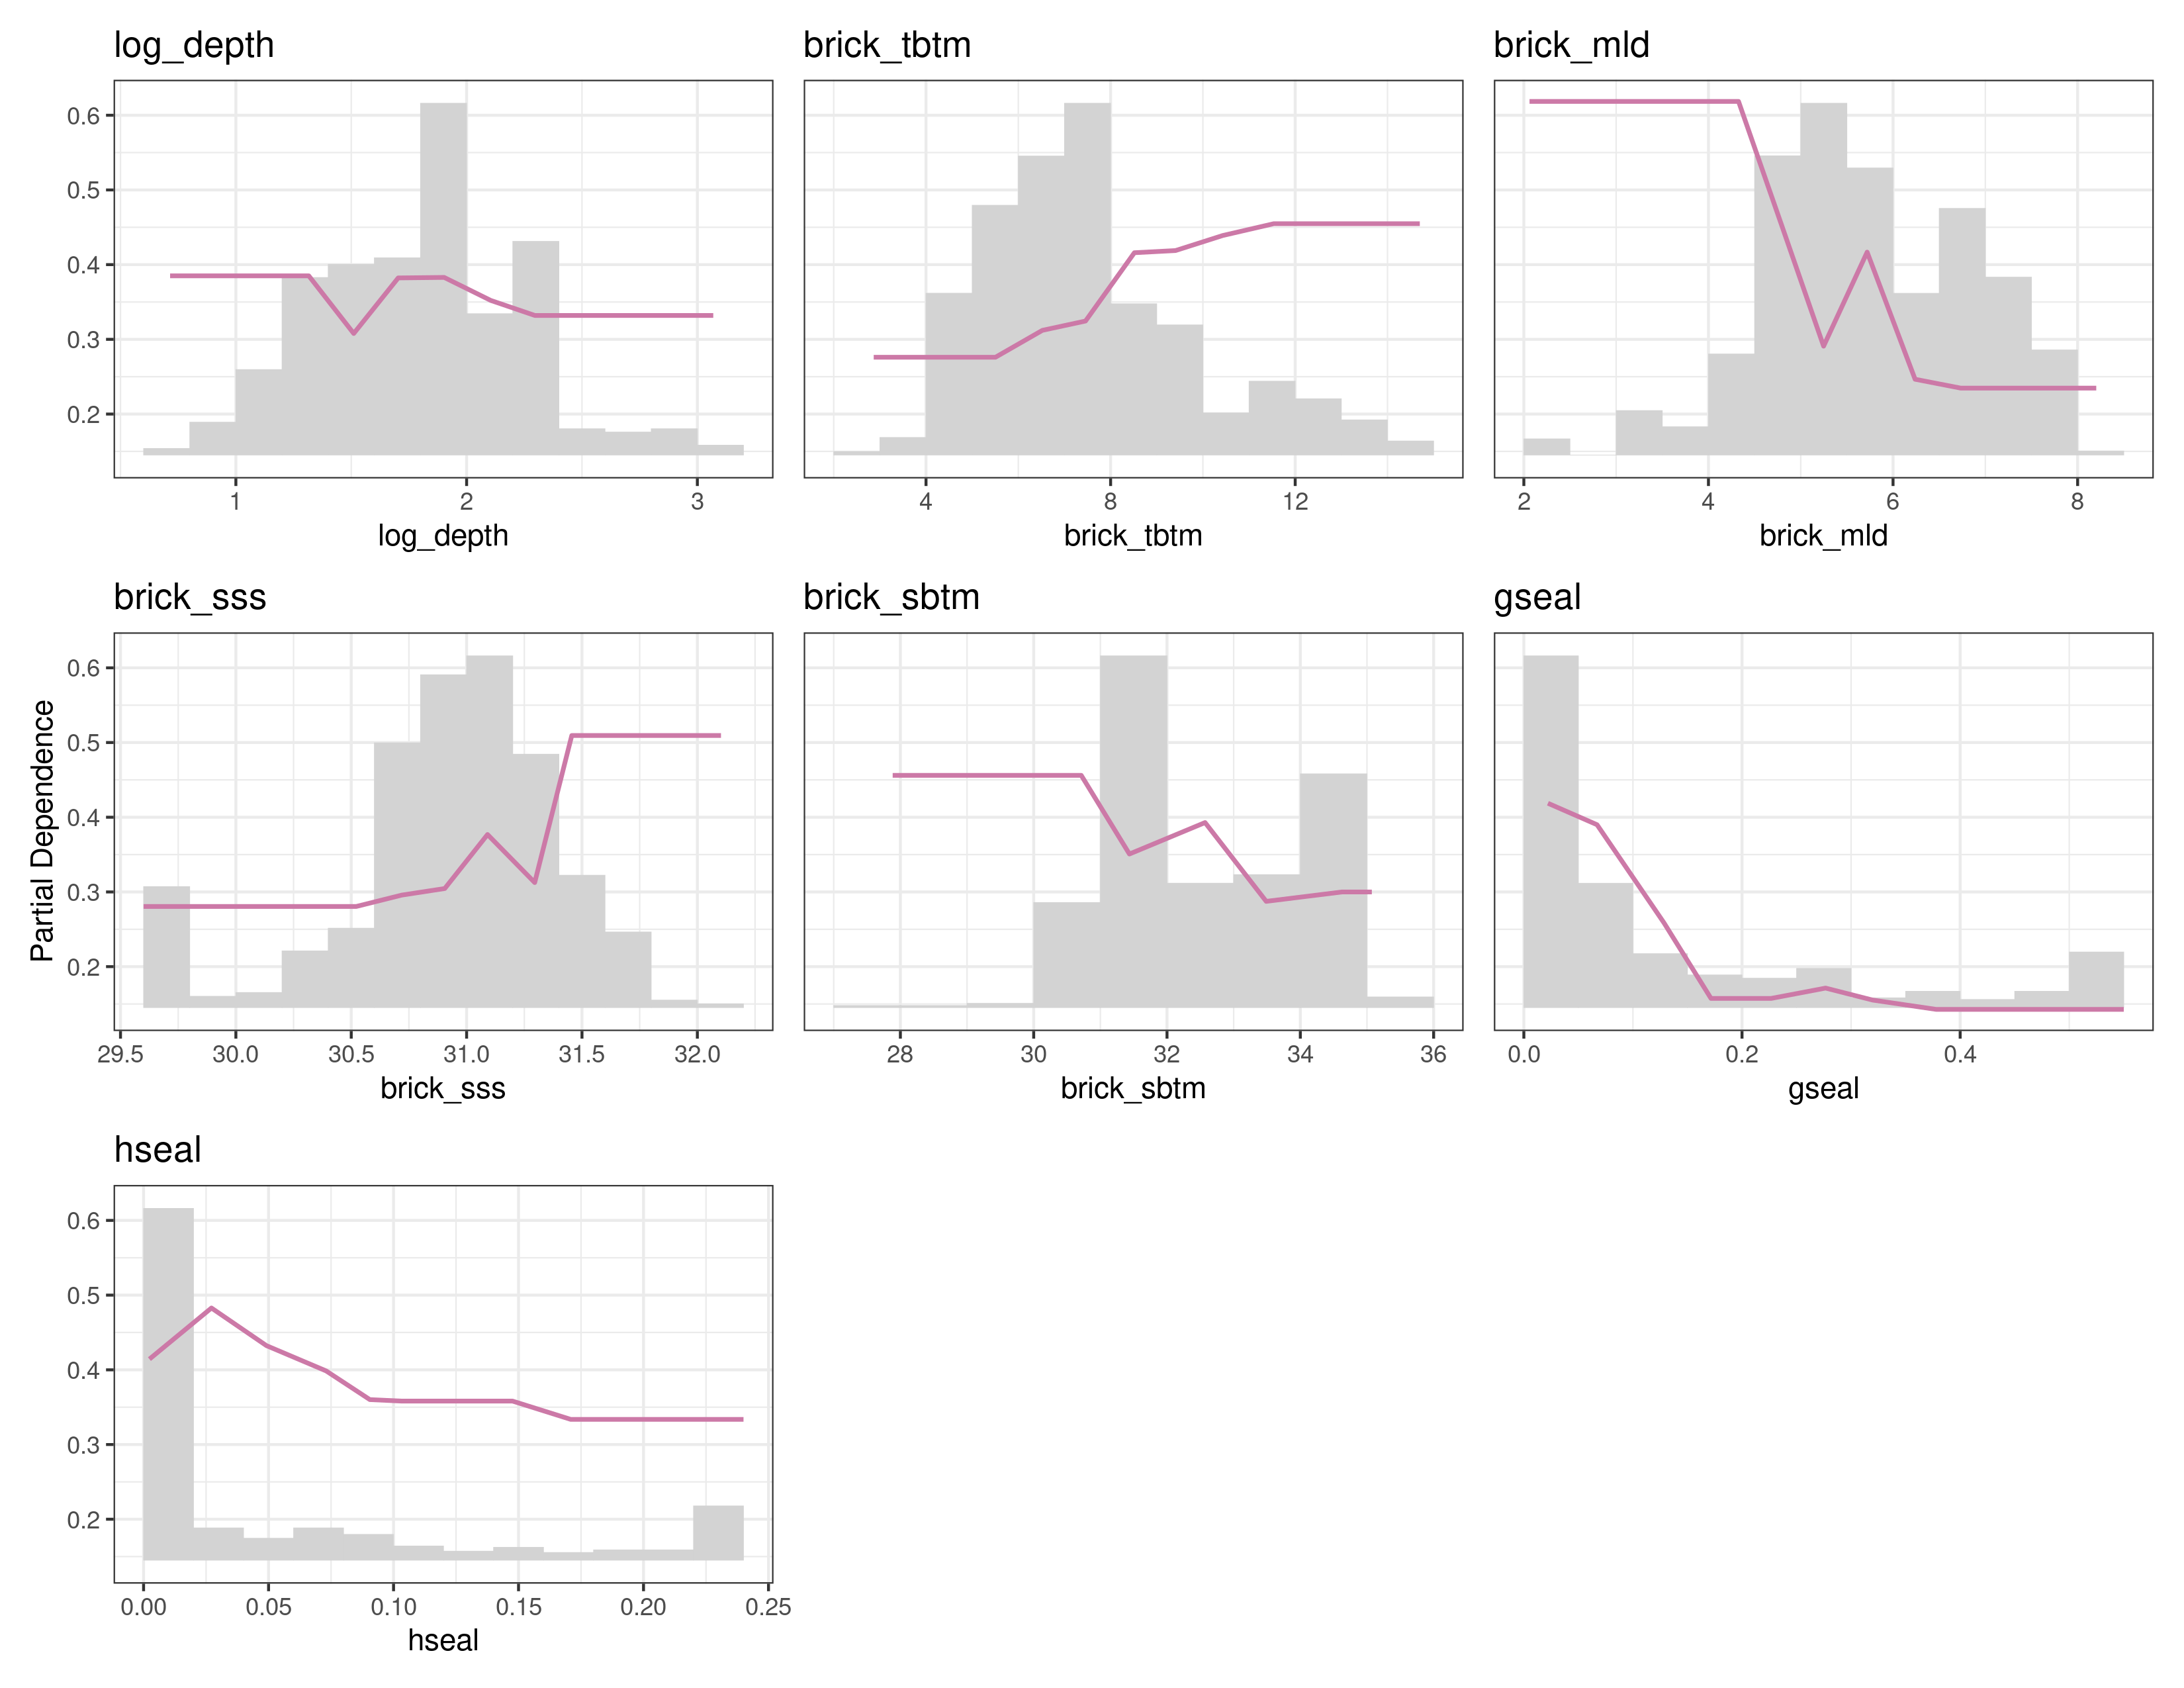 log_depth
brick_tbtm
brick_mld
0.6
0.5
0.4
0.3
0.2
1 2 3
4 8 12
2 4 6 8
log_depth
brick_tbtm
brick_mld
brick_sss
brick_sbtm
gseal
Partial Dependence
0.6
0.5
0.4
0.3
0.2
29.5 30.0 30.5 31.0 31.5 32.0
28 30 32 34 36
0.0 0.2 0.4
brick_sss
brick_sbtm
gseal
hseal
0.6
0.5
0.4
0.3
0.2
0.00 0.05 0.10 0.15 0.20 0.25
hseal